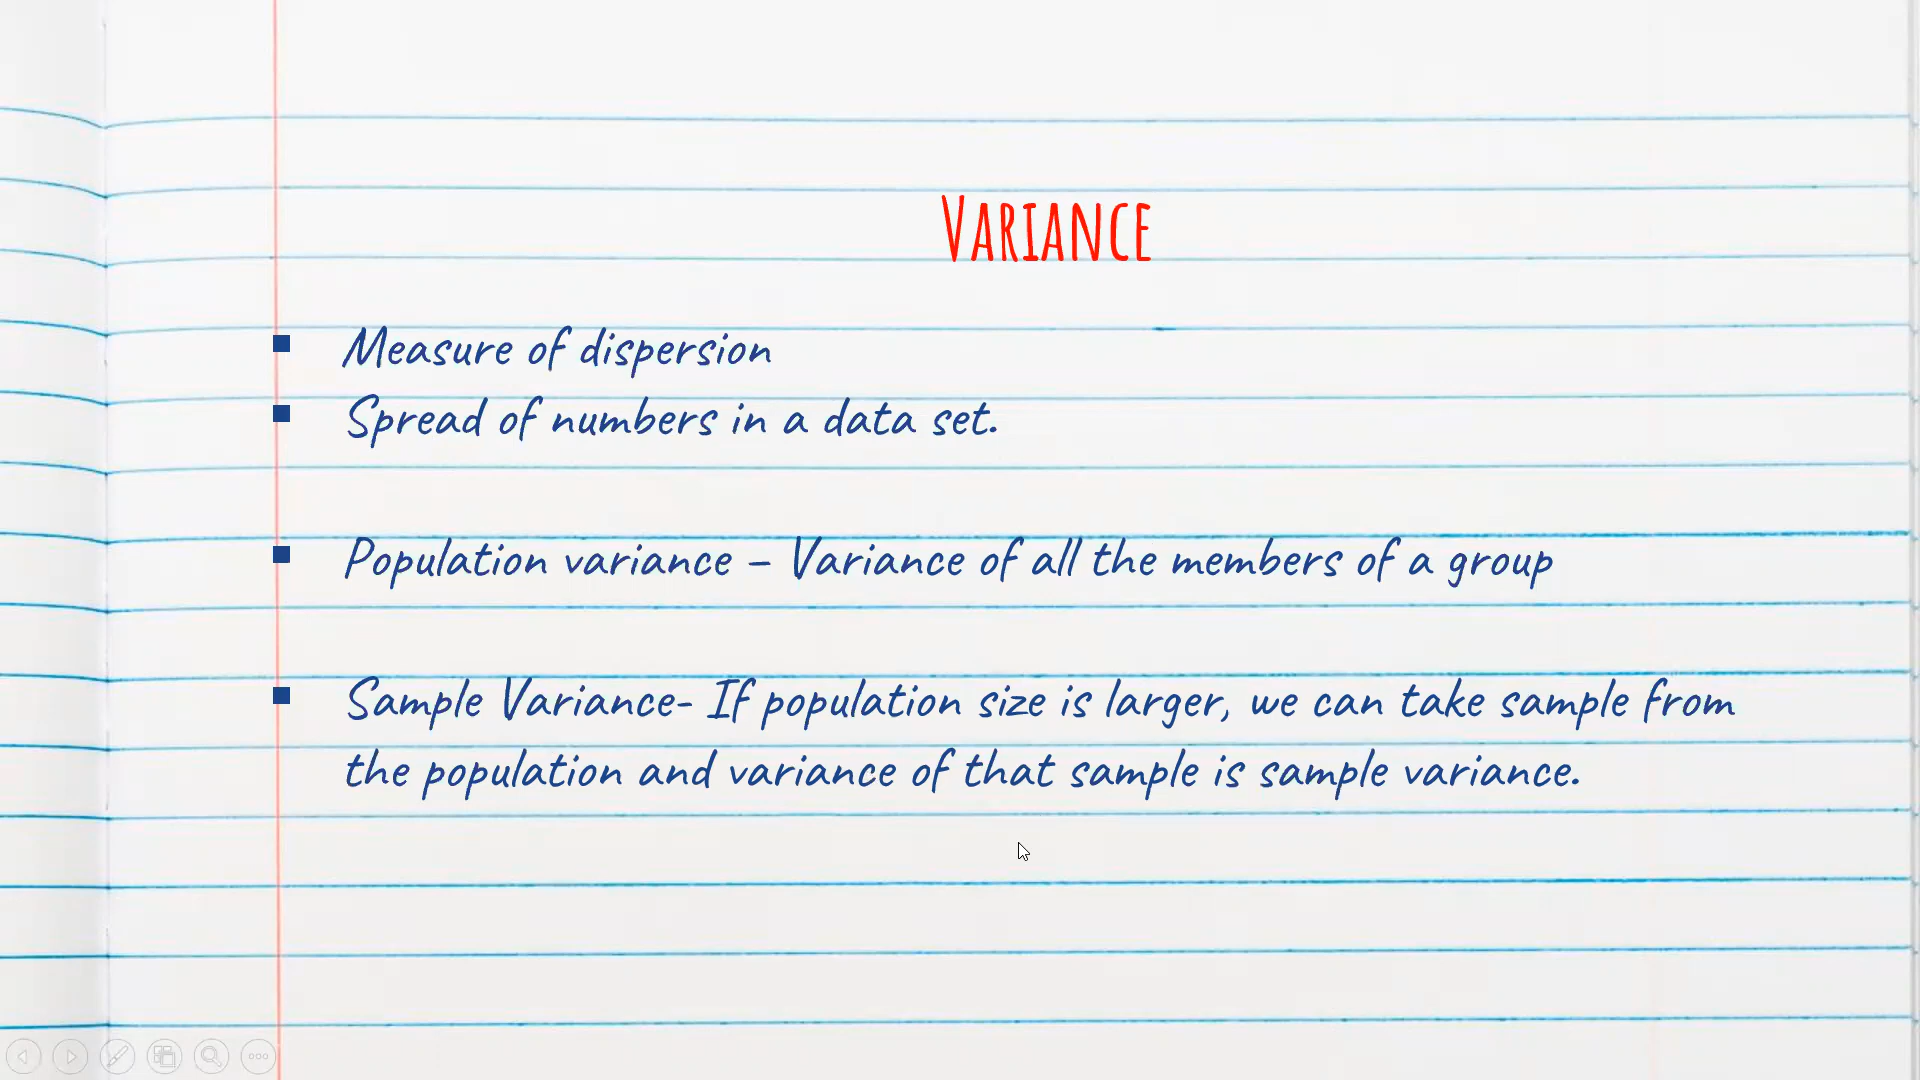 VARIANCE
▪ Measure of dispersion
▪ Spread of numbers in a data set.
▪ Population variance – Variance of all the members of a group
▪ Sample Variance- If population size is larger, we can take sample from
the population and variance of that sample is sample variance.